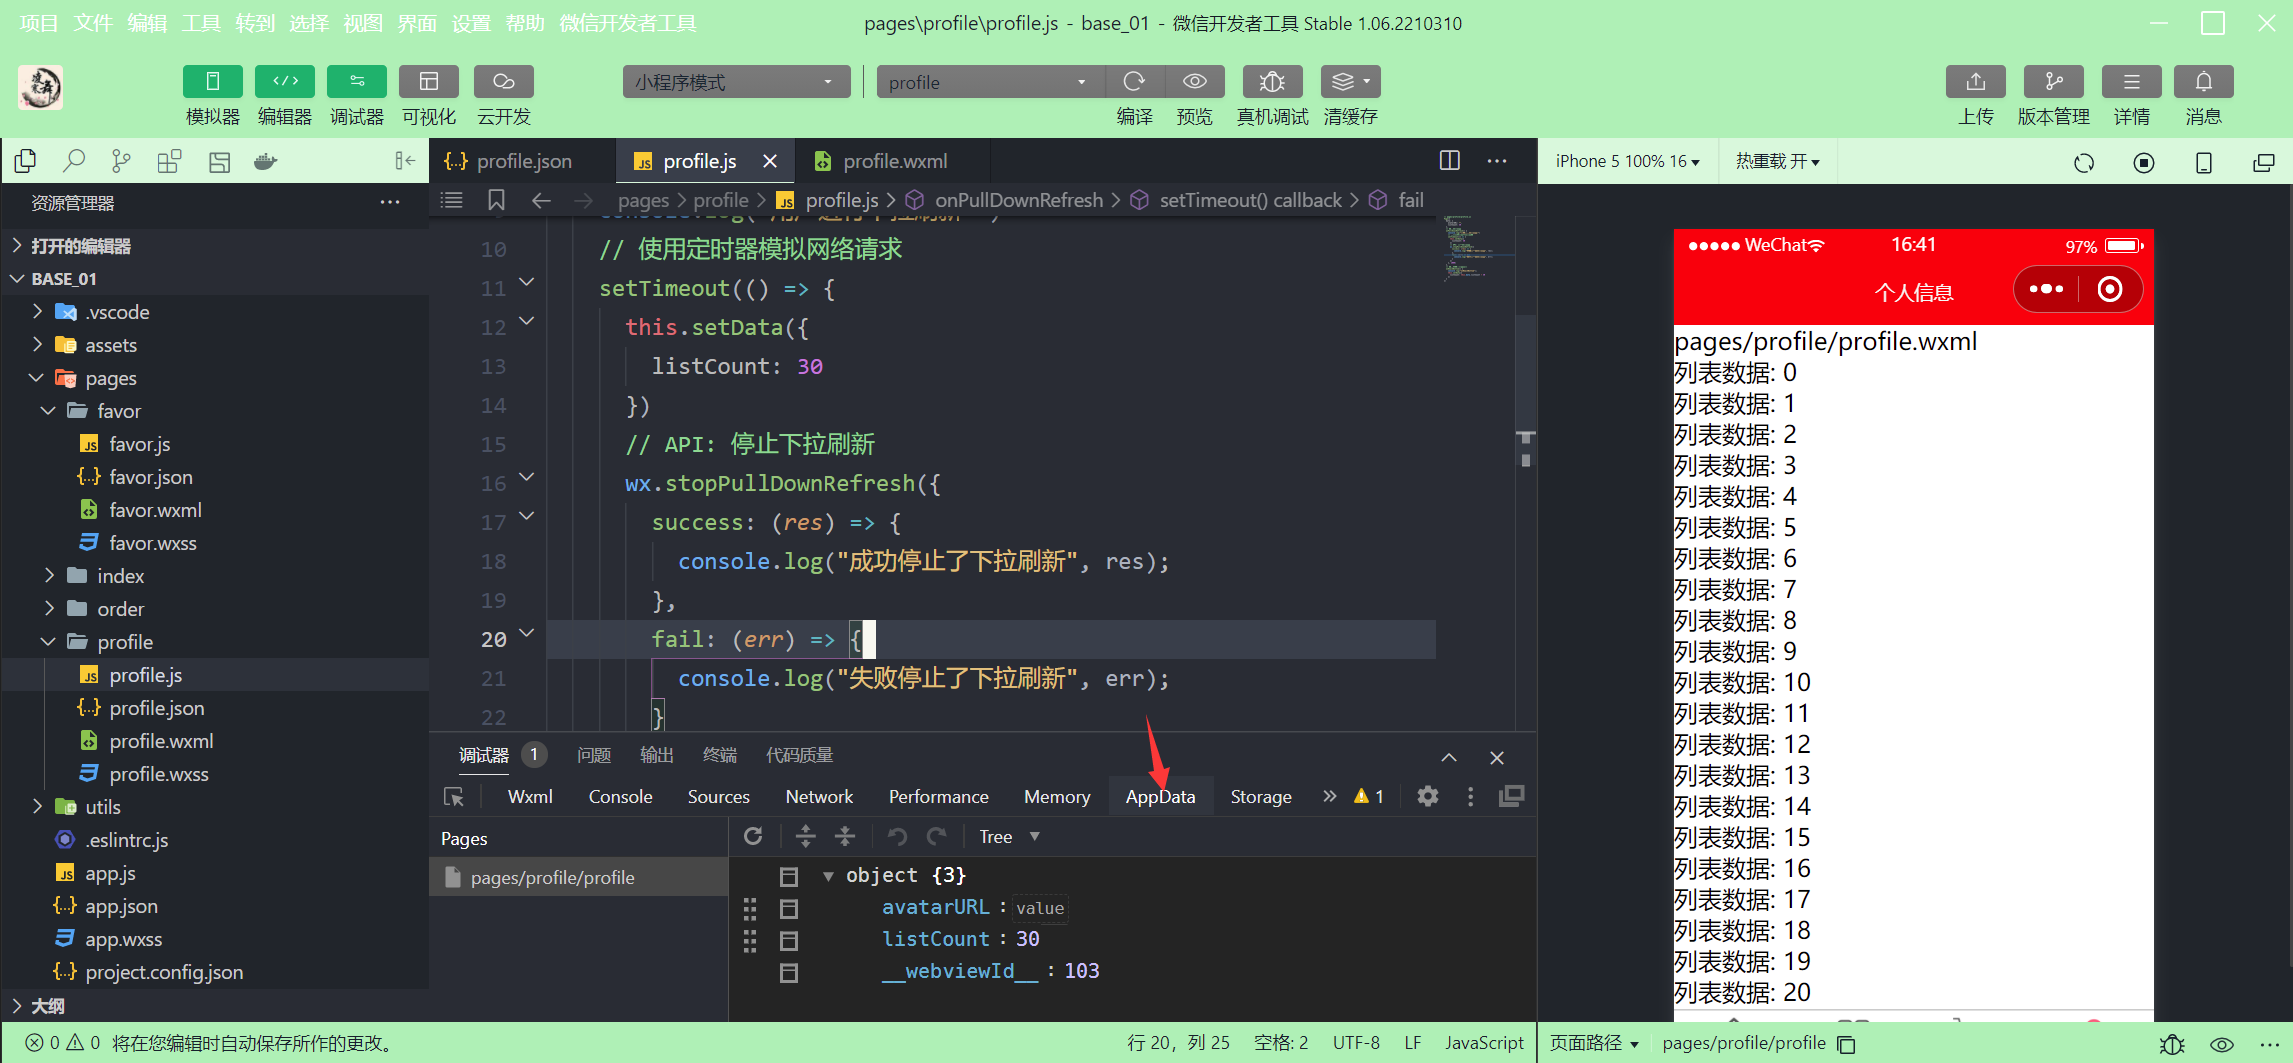 项目 文件 编辑 工具 转到 选择 视图 界面 设置 帮助 微信开发者工具
pages\profile\profile.js - base_01 - 微信开发者工具 Stable 1.06.2210310
模拟器 编辑器 调试器 可视化 云开发
小程序模式
profile
编译 预览 真机调试 清缓存
上传 版本管理 详情 消息
资源管理器
打开的编辑器
BASE_01
.vscode
assets
pages
favor
favor.js
favor.json
favor.wxml
favor.wxss
index
order
profile
profile.js
profile.json
profile.wxml
profile.wxss
utils
.eslintrc.js
app.js
app.json
app.wxss
project.config.json
大纲
profile.json
profile.js
profile.wxml
pages > profile > profile.js > onPullDownRefresh > setTimeout() callback > fail
10 // 使用定时器模拟网络请求
11 setTimeout(() => {
12 this.setData({
13 listCount: 30
14 })
15 // API: 停止下拉刷新
16 wx.stopPullDownRefresh({
17 success: (res) => {
18 console.log("成功停止了下拉刷新", res);
19 },
20 fail: (err) => {
21 console.log("失败停止了下拉刷新", err);
22 }
调试器 1 问题 输出 终端 代码质量
Wxml Console Sources Network Performance Memory AppData Storage 1
Pages
pages/profile/profile
Tree
object {3}
avatarURL : value
listCount : 30
__webviewId__ : 103
iPhone 5 100% 16
热重载 开
WeChat 16:41 97%
个人信息
pages/profile/profile.wxml
列表数据: 0
列表数据: 1
列表数据: 2
列表数据: 3
列表数据: 4
列表数据: 5
列表数据: 6
列表数据: 7
列表数据: 8
列表数据: 9
列表数据: 10
列表数据: 11
列表数据: 12
列表数据: 13
列表数据: 14
列表数据: 15
列表数据: 16
列表数据: 17
列表数据: 18
列表数据: 19
列表数据: 20
0 0 将在您编辑时自动保存所作的更改。
行 20，列 25 空格: 2 UTF-8 LF JavaScript
页面路径 pages/profile/profile